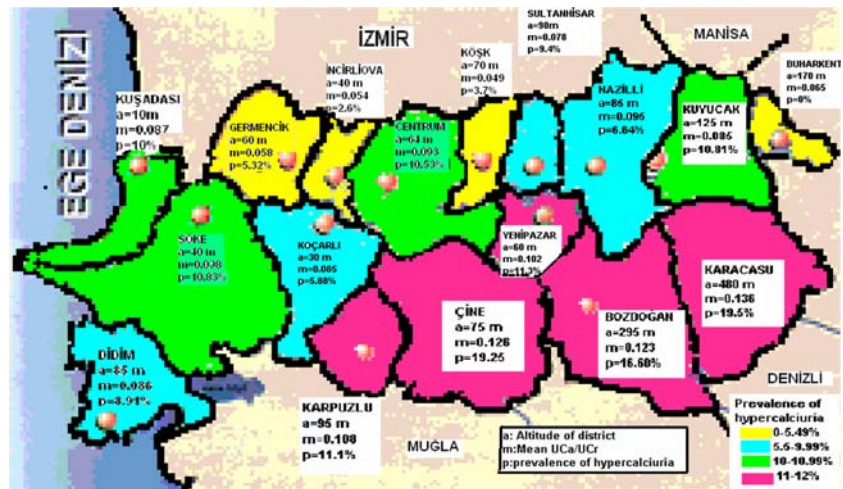 İZMİR
MANİSA
EGE DENİZİ
KUŞADASI
a=10m
m=0.087
p=10%
GERMENCİK
a=60 m
m=0.058
p=5.32%
İNCİRLİOVA
a=40 m
m=0.054
p=2.6%
CENTRUM
a=64 m
m=0.093
p=10.53%
KÖŞK
a=70 m
m=0.049
p=3.7%
SULTANHİSAR
a=90m
m=0.078
p=9.4%
NAZİLLİ
a=86 m
m=0.095
p=6.64%
KUYUCAK
a=125 m
m=0.085
p=10.81%
BUHARKENT
a=170 m
m=0.065
p=0%
SÖKE
a=40 m
m=0.098
p=10.83%
KOÇARLI
a=30 m
m=0.085
p=5.88%
YENİPAZAR
a=60 m
m=0.102
p=11.3%
KARACASU
a=480 m
m=0.136
p=19.5%
ÇİNE
a=75 m
m=0.126
p=19.25
BOZDOĞAN
a=295 m
m=0.123
p=16.60%
DİDİM
a=85 m
m=0.086
p=8.91%
KARPUZLU
a=95 m
m=0.108
p=11.1%
MUĞLA
DENİZLİ
a: Altitude of district
m:Mean UCa/UCr
p:prevalence of hypercalciuria
Prevalence of
hypercalciuria
0-5.49%
5.5-9.99%
10-10.99%
11-12%